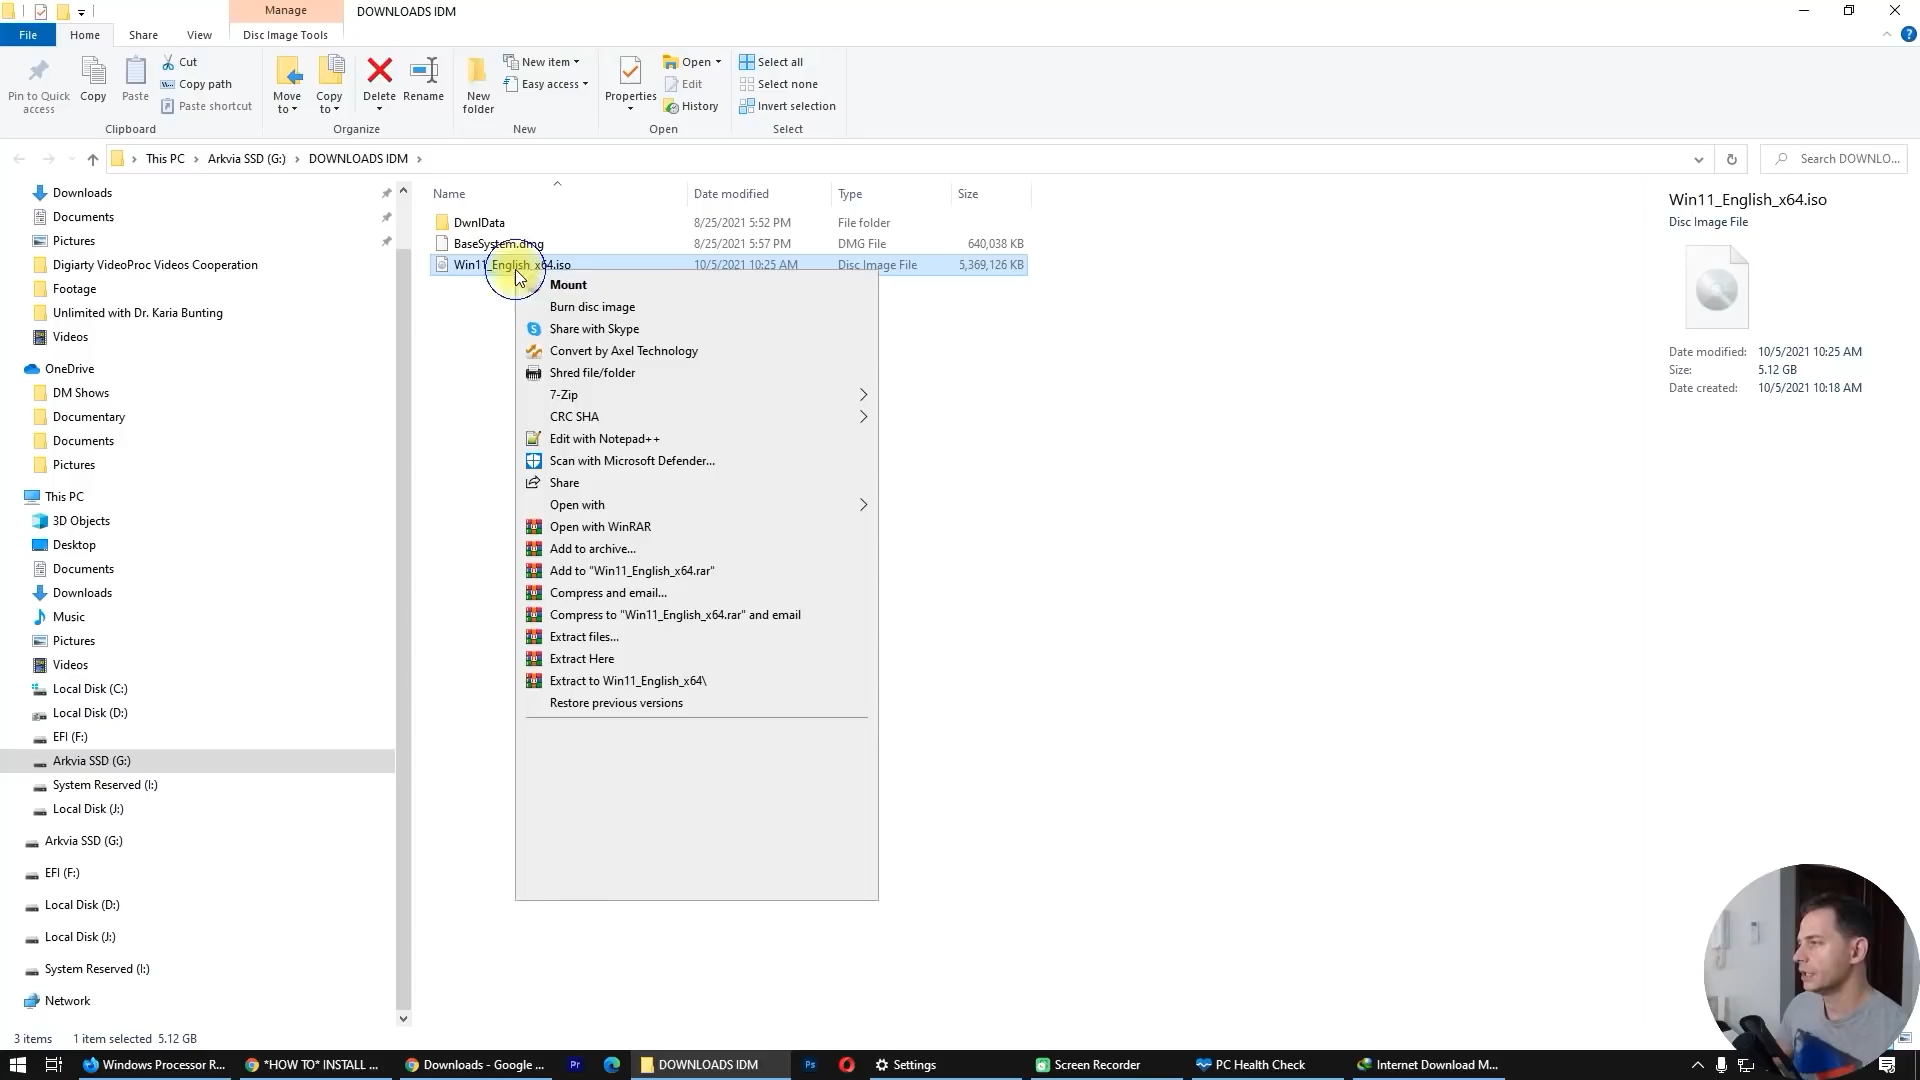 Manage
DOWNLOADS IDM
File
Home
Share
View
Disc Image Tools
Pin to Quick access
Copy
Paste
Cut
Copy path
Paste shortcut
Clipboard
Move to
Copy to
Delete
Rename
Organize
New folder
New item
Easy access
New
Properties
Open
Edit
History
Open
Select all
Select none
Invert selection
Select
This PC
Arkvia SSD (G:)
DOWNLOADS IDM
Search DOWNLO...
Downloads
Documents
Pictures
Digiarty VideoProc Videos Cooperation
Footage
Unlimited with Dr. Karia Bunting
Videos
OneDrive
DM Shows
Documentary
Documents
Pictures
This PC
3D Objects
Desktop
Documents
Downloads
Music
Pictures
Videos
Local Disk (C:)
Local Disk (D:)
EFI (F:)
Arkvia SSD (G:)
System Reserved (I:)
Local Disk (J:)
Arkvia SSD (G:)
EFI (F:)
Local Disk (D:)
Local Disk (J:)
System Reserved (I:)
Network
Name Date modified Type Size
DwnlData 8/25/2021 5:52 PM File folder
BaseSystem.dmg 8/25/2021 5:57 PM DMG File 640,038 KB
Win11_English_x64.iso 10/5/2021 10:25 AM Disc Image File 5,369,126 KB
Mount
Burn disc image
Share with Skype
Convert by Axel Technology
Shred file/folder
7-Zip
CRC SHA
Edit with Notepad++
Scan with Microsoft Defender...
Share
Open with
Open with WinRAR
Add to archive...
Add to "Win11_English_x64.rar"
Compress and email...
Compress to "Win11_English_x64.rar" and email
Extract files...
Extract Here
Extract to Win11_English_x64\
Restore previous versions
Win11_English_x64.iso
Disc Image File
Date modified: 10/5/2021 10:25 AM
Size: 5.12 GB
Date created: 10/5/2021 10:18 AM
3 items 1 item selected 5.12 GB
Windows Processor R...
*HOW TO* INSTALL ...
Downloads - Google ...
Pr
DOWNLOADS IDM
Ps
Settings
Screen Recorder
PC Health Check
Internet Download M...